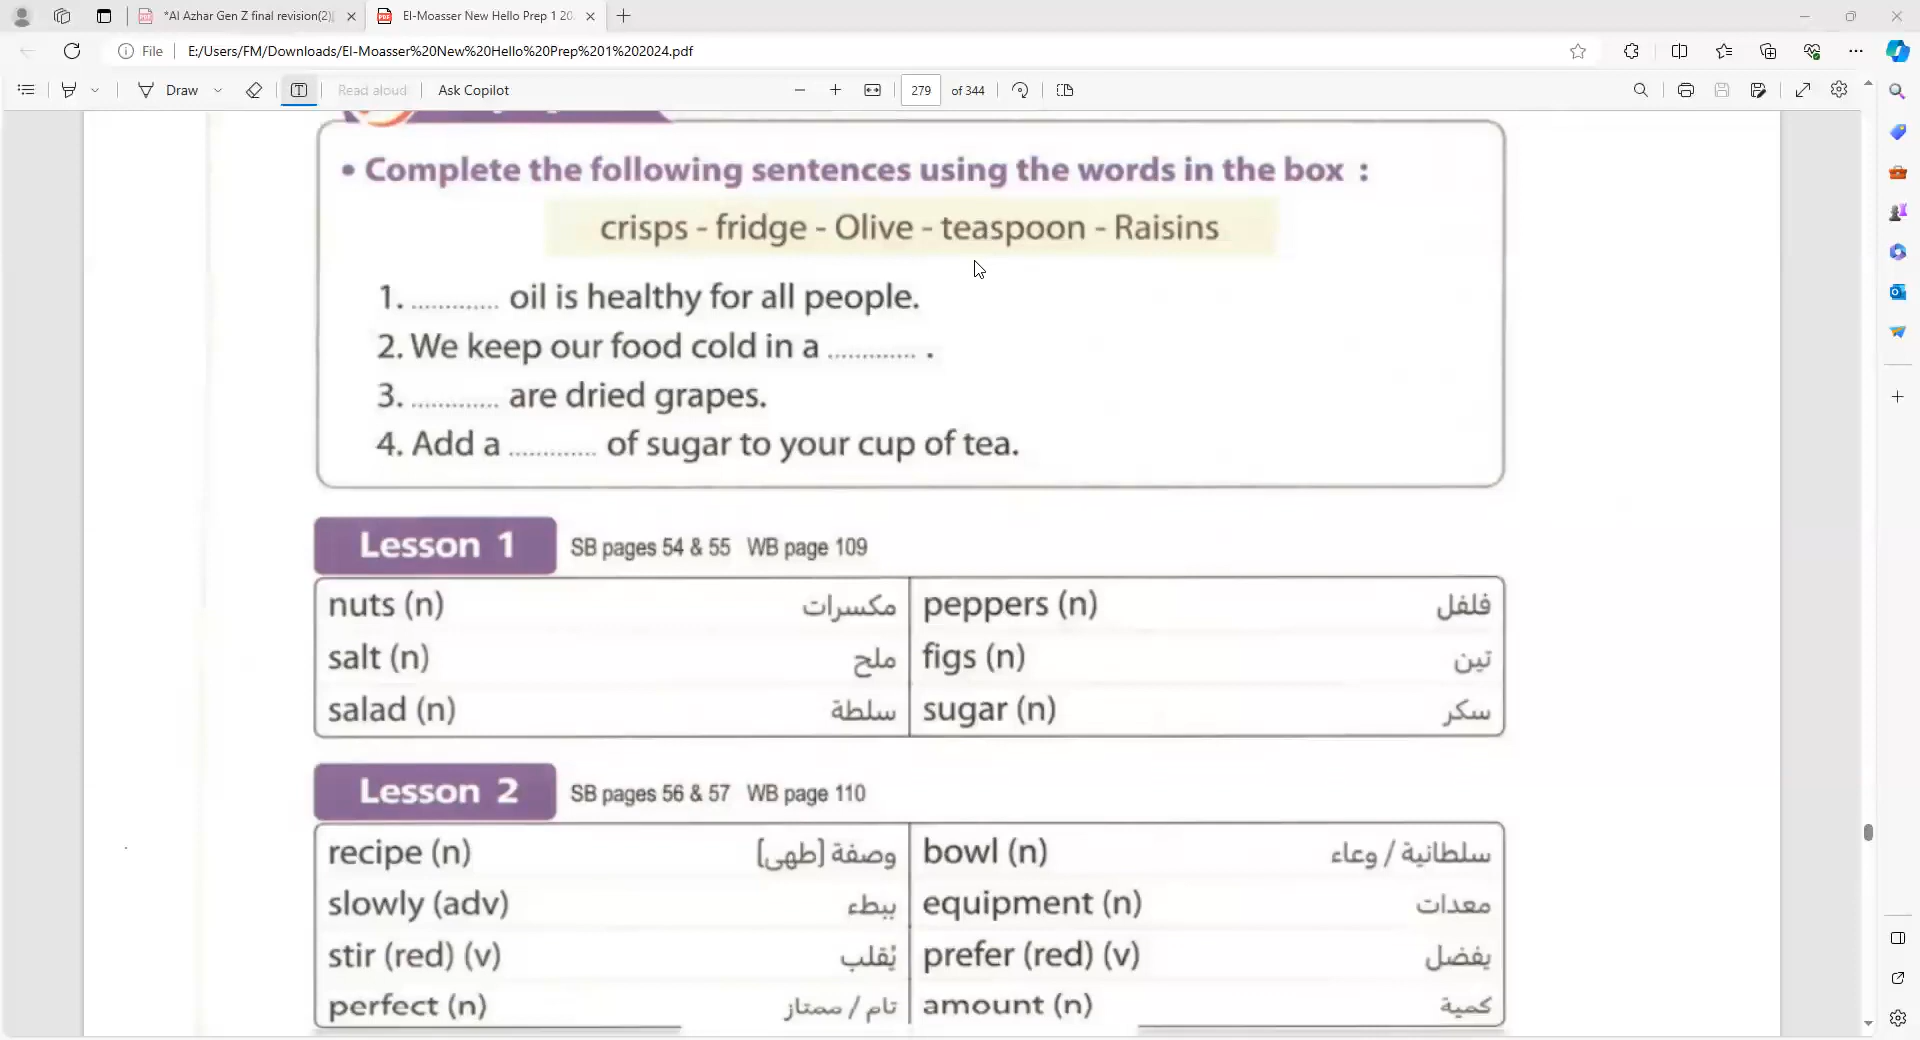 *Al Azhar Gen Z final revision(2)
El-Moasser New Hello Prep 1 20
File
E:/Users/FM/Downloads/El-Moasser%20New%20Hello%20Prep%201%202024.pdf
Draw
Read aloud
Ask Copilot
279
of 344
• Complete the following sentences using the words in the box :
crisps - fridge - Olive - teaspoon - Raisins
1. ............ oil is healthy for all people.
2. We keep our food cold in a ............. .
3. ............ are dried grapes.
4. Add a ............ of sugar to your cup of tea.
Lesson 1 SB pages 54 & 55 WB page 109
nuts (n) مكسرات peppers (n) فلفل
salt (n) ملح figs (n) تين
salad (n) سلطة sugar (n) سكر
Lesson 2 SB pages 56 & 57 WB page 110
recipe (n) وصفة [طهى] bowl (n) سلطانية / وعاء
slowly (adv) ببطء equipment (n) معدات
stir (red) (v) يُقلب prefer (red) (v) يفضل
perfect (n) تام / ممتاز amount (n) كمية